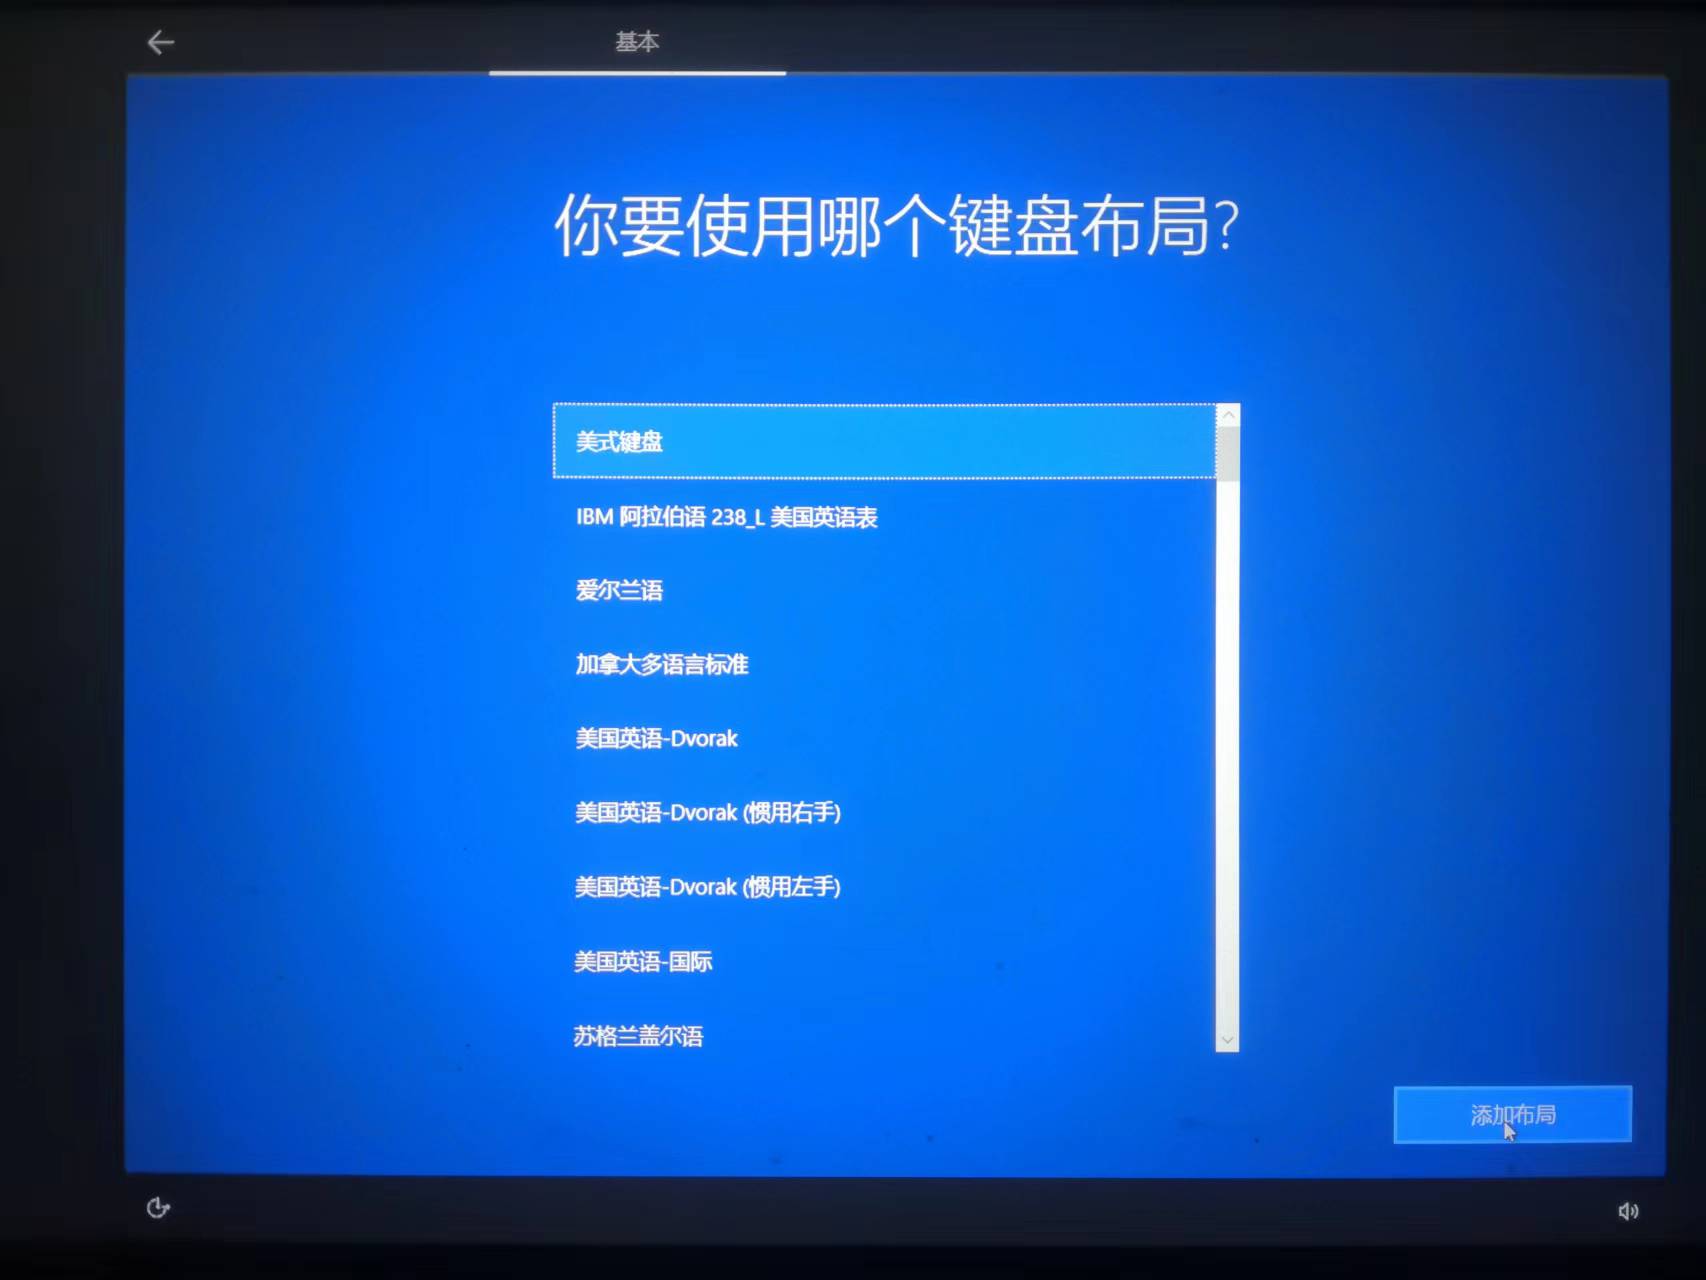 基本
你要使用哪个键盘布局?
美式键盘
IBM 阿拉伯语 238_L 美国英语表
爱尔兰语
加拿大多语言标准
美国英语-Dvorak
美国英语-Dvorak (惯用右手)
美国英语-Dvorak (惯用左手)
美国英语-国际
苏格兰盖尔语
添加布局